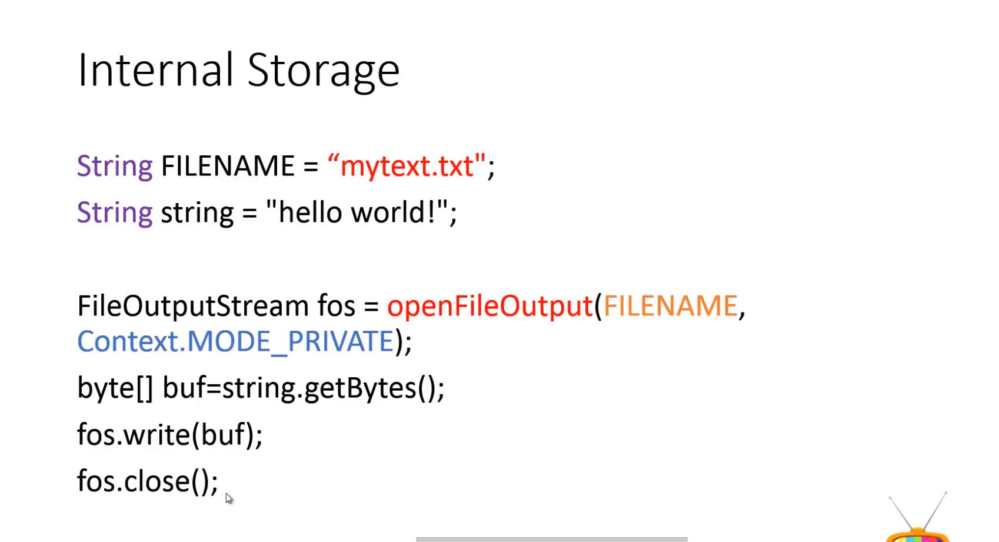 Internal Storage
String FILENAME = “mytext.txt";
String string = "hello world!";
FileOutputStream fos = openFileOutput(FILENAME,
Context.MODE_PRIVATE);
byte[] buf=string.getBytes();
fos.write(buf);
fos.close();